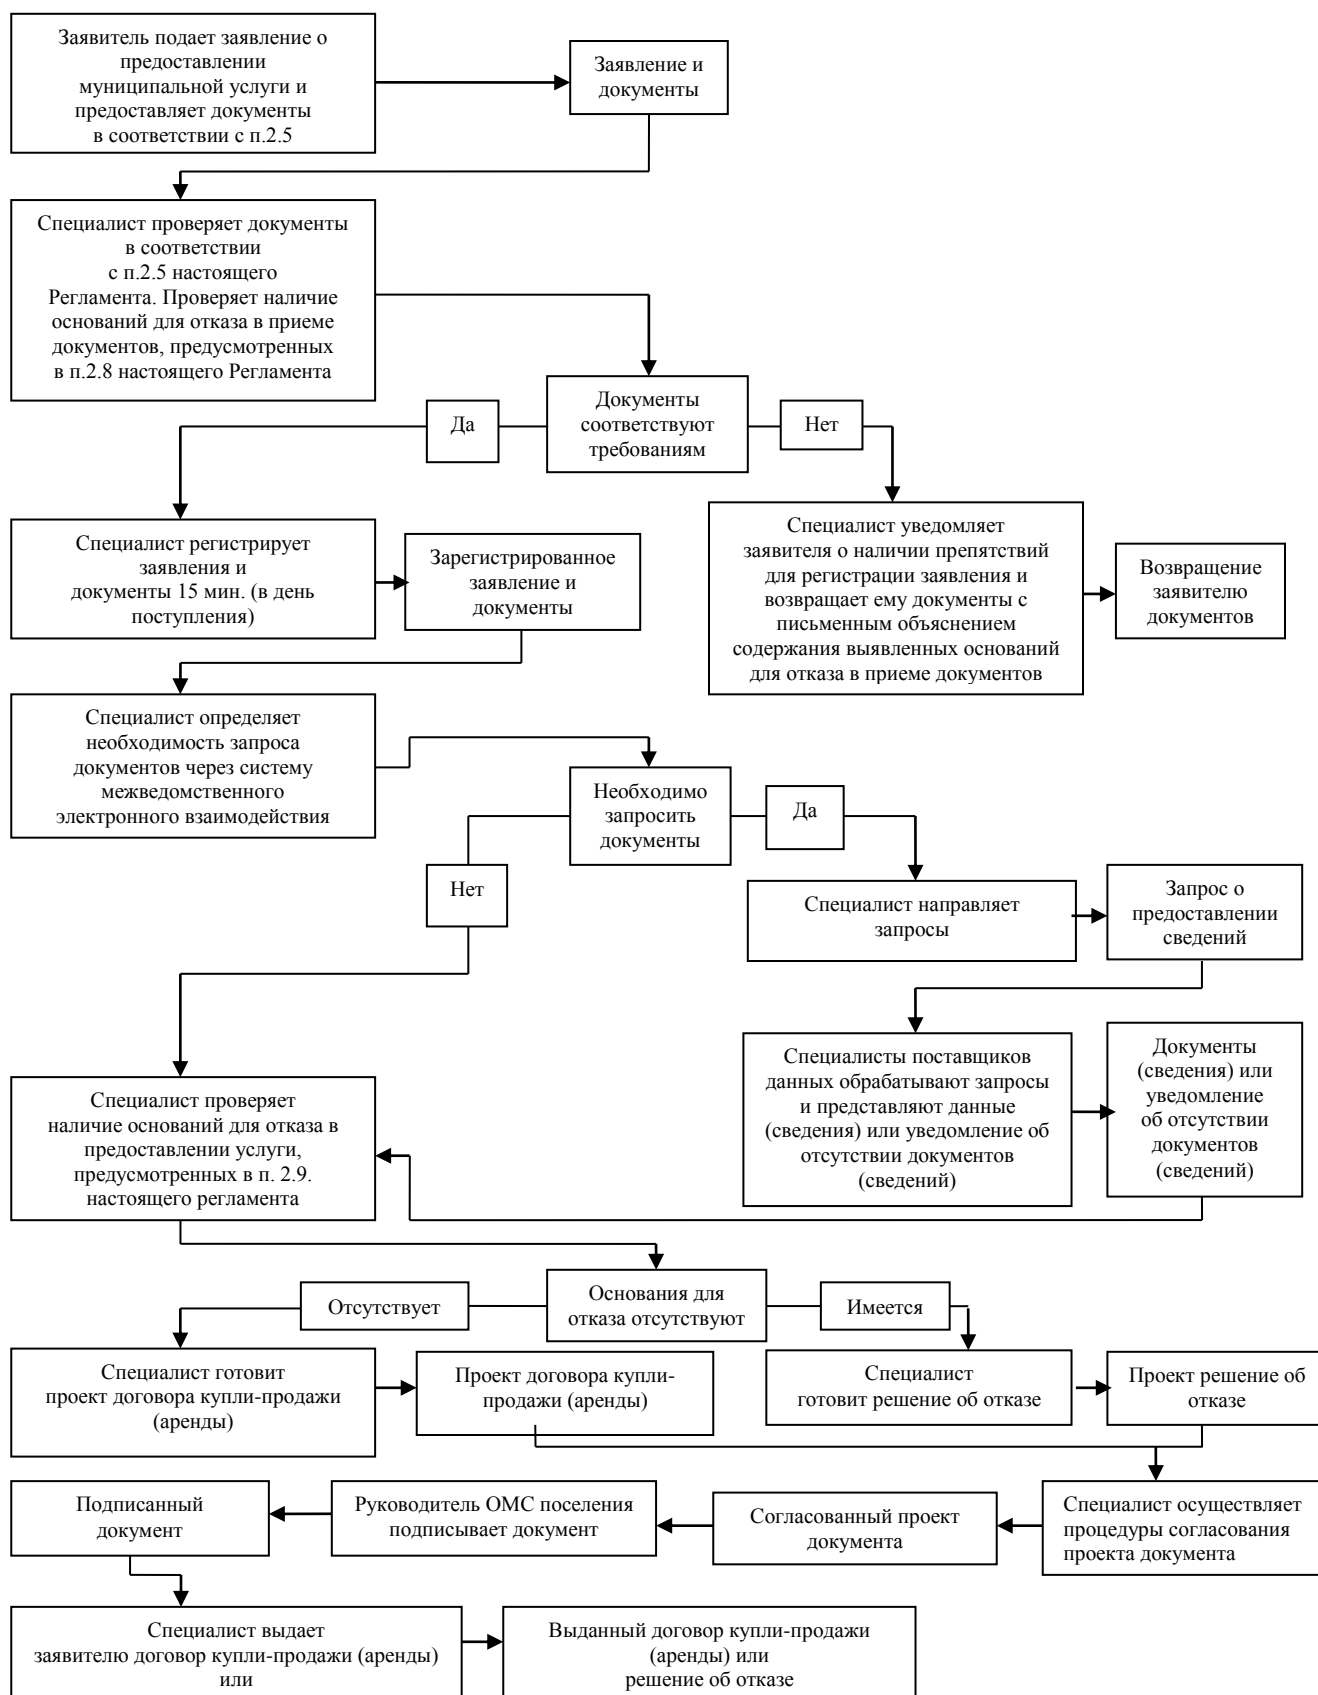 Заявитель подает заявление о
предоставлении
муниципальной услуги и
предоставляет документы
в соответствии с п.2.5
Заявление и
документы
Специалист проверяет документы
в соответствии
с п.2.5 настоящего
Регламента. Проверяет наличие
оснований для отказа в приеме
документов, предусмотренных
в п.2.8 настоящего Регламента
Документы
соответствуют
требованиям
Да
Нет
Специалист регистрирует
заявления и
документы 15 мин. (в день
поступления)
Зарегистрированное
заявление и
документы
Специалист уведомляет
заявителя о наличии препятствий
для регистрации заявления и
возвращает ему документы с
письменным объяснением
содержания выявленных оснований
для отказа в приеме документов
Возвращение
заявителю
документов
Специалист определяет
необходимость запроса
документов через систему
межведомственного
электронного взаимодействия
Необходимо
запросить
документы
Да
Нет
Специалист направляет
запросы
Запрос о
предоставлении
сведений
Специалисты поставщиков
данных обрабатывают запросы
и представляют данные
(сведения) или уведомление об
отсутствии документов
(сведений)
Документы
(сведения) или
уведомление
об отсутствии
документов
(сведений)
Специалист проверяет
наличие оснований для отказа в
предоставлении услуги,
предусмотренных в п. 2.9.
настоящего регламента
Основания для
отказа отсутствуют
Отсутствует
Имеется
Специалист готовит
проект договора купли-продажи
(аренды)
Проект договора купли-
продажи (аренды)
Специалист
готовит решение об отказе
Проект решение об
отказе
Подписанный
документ
Руководитель ОМС поселения
подписывает документ
Согласованный проект
документа
Специалист осуществляет
процедуры согласования
проекта документа
Специалист выдает
заявителю договор купли-продажи (аренды)
или
Выданный договор купли-продажи
(аренды) или
решение об отказе